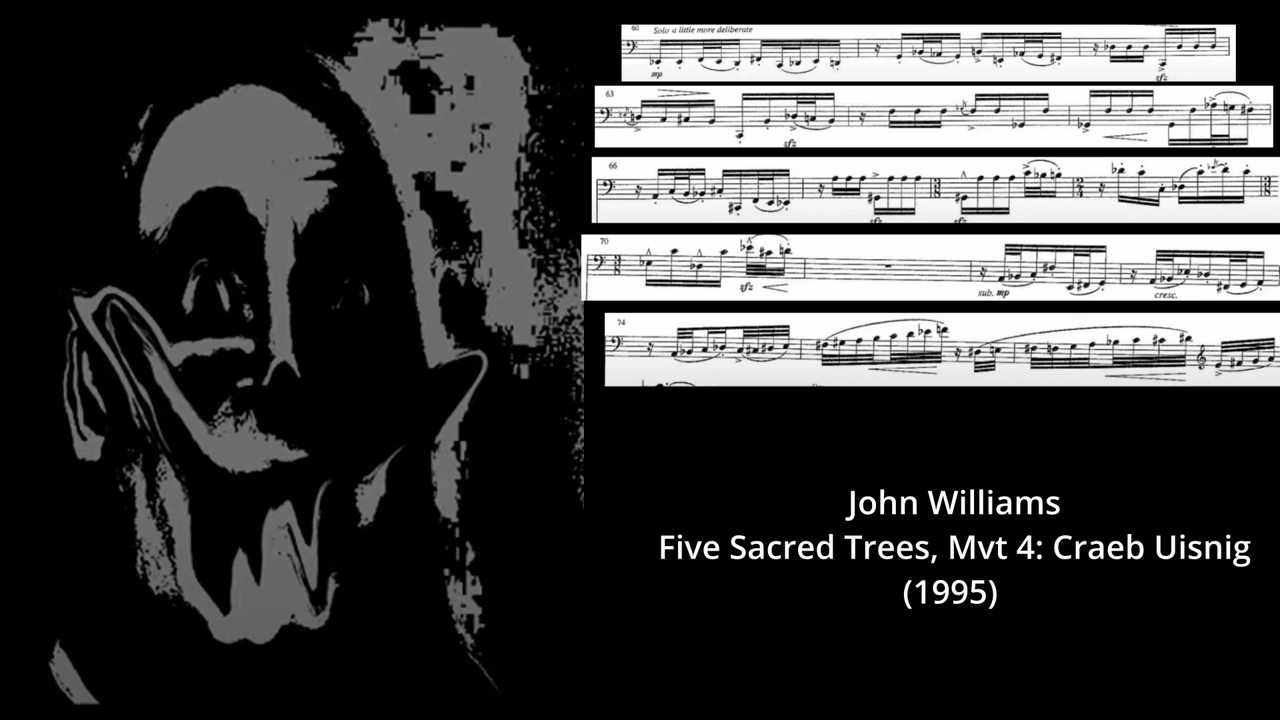 60 Solo a little more deliberate
mp sfz
63
sfz
66
sfz sfz
70
sfz sub. mp cresc.
74
John Williams
Five Sacred Trees, Mvt 4: Craeb Uisnig
(1995)